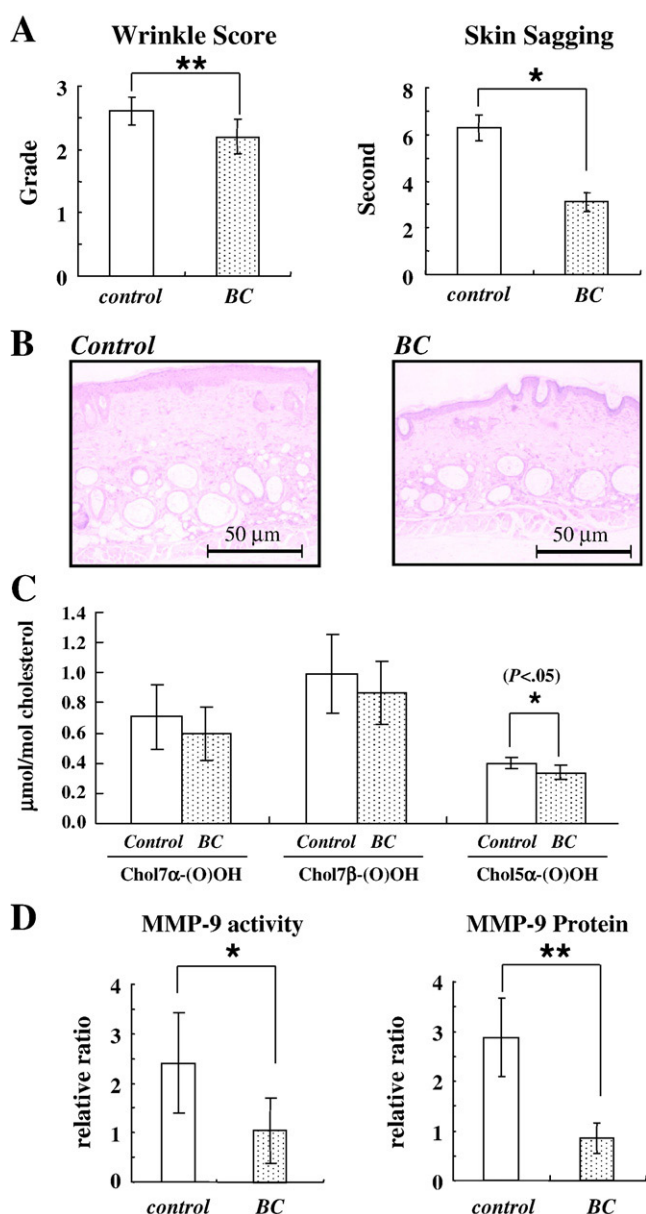 A
Wrinkle Score
Skin Sagging
**
*
3
2
1
0
Grade
control
BC
8
6
4
2
0
Second
control
BC
B
Control
BC
50 μm
50 μm
C
1.4
1.2
1.0
0.8
0.6
0.4
0.2
0.0
μmol/mol cholesterol
(P<.05)
*
Control BC
Control BC
Control BC
Chol7α-(O)OH
Chol7β-(O)OH
Chol5α-(O)OH
D
MMP-9 activity
MMP-9 Protein
*
**
4
3
2
1
0
relative ratio
control
BC
4
3
2
1
0
relative ratio
control
BC